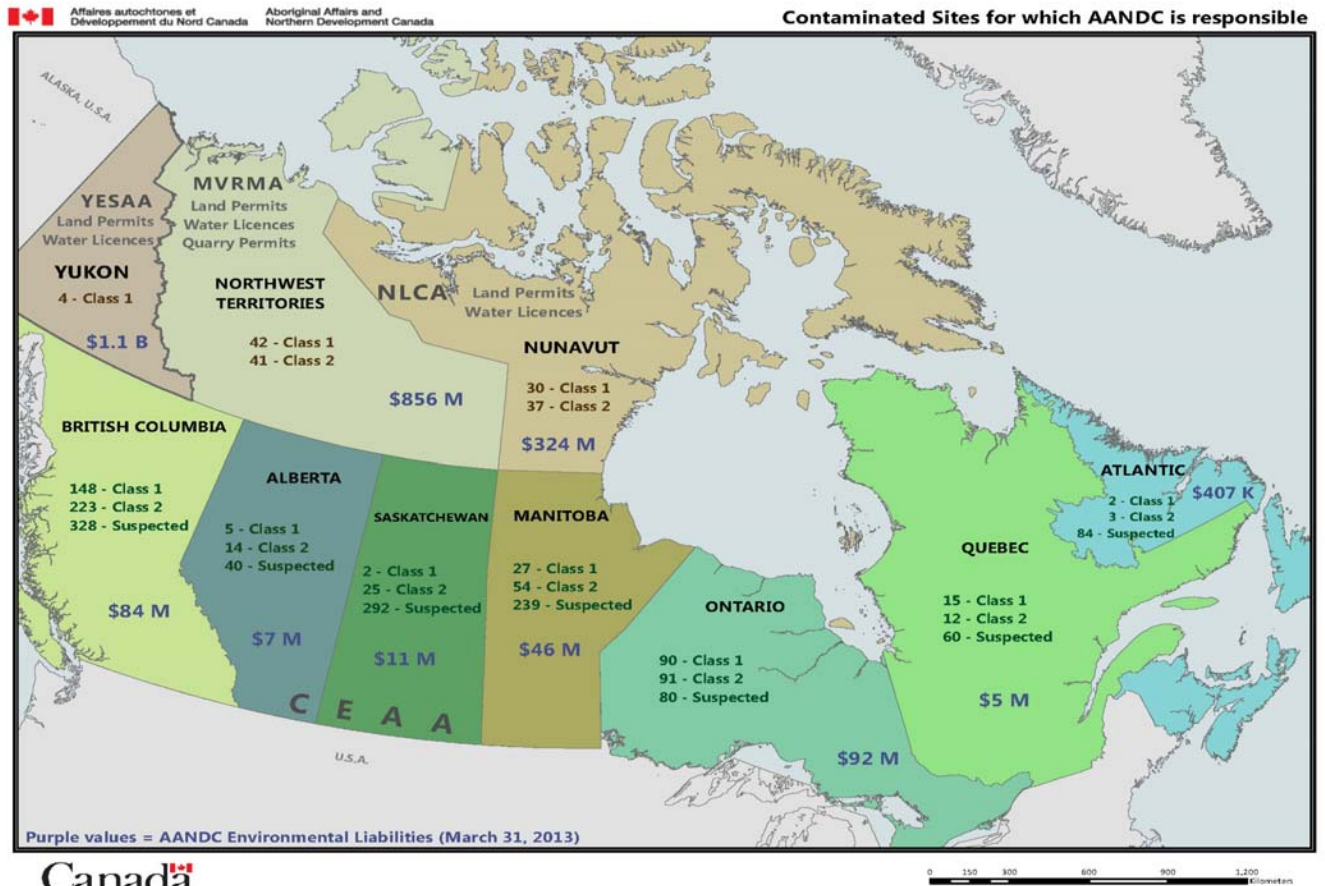 Affaires autochtones et
Développement du Nord Canada
Aboriginal Affairs and
Northern Development Canada
Contaminated Sites for which AANDC is responsible
ALASKA, U.S.A.
YESAA
Land Permits
Water Licences
YUKON
4 - Class 1
$1.1 B
MVRMA
Land Permits
Water Licences
Quarry Permits
NORTHWEST
TERRITORIES
42 - Class 1
41 - Class 2
$856 M
NLCA
Land Permits
Water Licences
NUNAVUT
30 - Class 1
37 - Class 2
$324 M
BRITISH COLUMBIA
148 - Class 1
223 - Class 2
328 - Suspected
$84 M
ALBERTA
5 - Class 1
14 - Class 2
40 - Suspected
$7 M
SASKATCHEWAN
2 - Class 1
25 - Class 2
292 - Suspected
$11 M
MANITOBA
27 - Class 1
54 - Class 2
239 - Suspected
$46 M
ONTARIO
90 - Class 1
91 - Class 2
80 - Suspected
$92 M
QUEBEC
15 - Class 1
12 - Class 2
60 - Suspected
$5 M
ATLANTIC
2 - Class 1
3 - Class 2
84 - Suspected
$407 K
C E A A
U.S.A.
Purple values = AANDC Environmental Liabilities (March 31, 2013)
Canada
0 150 300 600 900 1,200
Kilometers